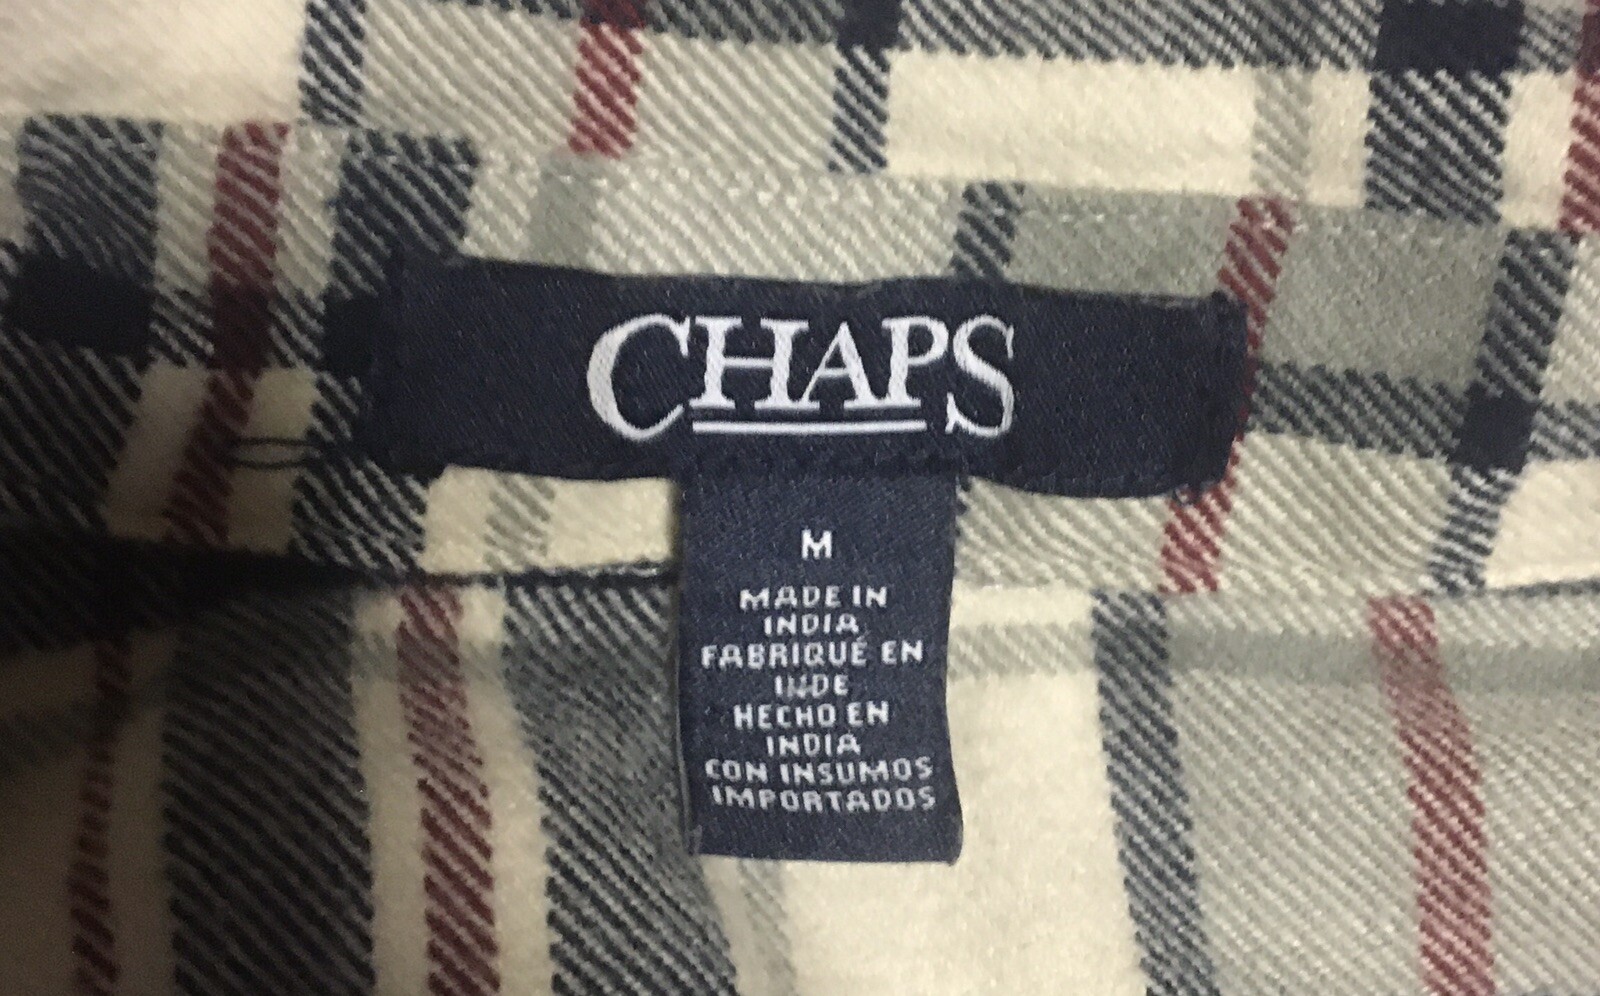 CHAPS
M
MADE IN
INDIA
FABRIQUÉ EN
INDE
HECHO EN
INDIA
CON INSUMOS
IMPORTADOS